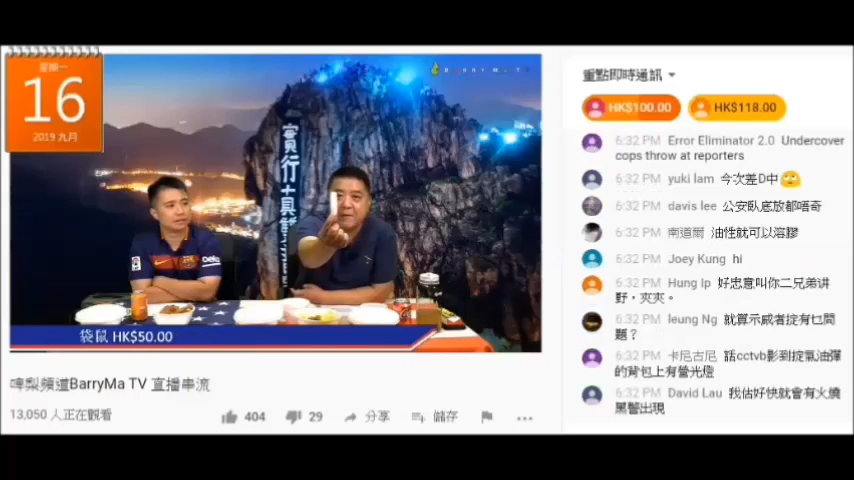 星期一
16
2019 九月
BarryMaTV
實行十具
袋鼠 HK$50.00
啤梨頻道BarryMa TV 直播串流
13,050 人正在觀看
404
29
分享
儲存
重點即時通訊
HK$100.00
HK$118.00
6:32 PM Error Eliminator 2.0 Undercover
cops throw at reporters
6:32 PM yuki lam 今次差D中🙄
6:32 PM davis lee 公安臥底放都唔奇
6:32 PM 南道爾 油性就可以溶膠
6:32 PM Joey Kung hi
6:32 PM Hung Ip 好忠意叫你二兄弟讲
野，夾夾。
6:32 PM leung Ng 就算示威者掟有乜問
題？
6:32 PM 卡尼古尼 話cctvb影到掟氣油彈
的背包上有螢光燈
6:32 PM David Lau 我估好快就會有火燒
黑警出現